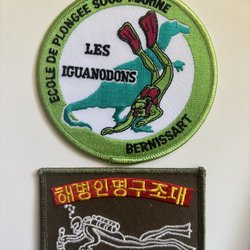 ECOLE DE PLONGEE SOUS-MARINE
LES
IGUANODONS
BERNISSART
해병인명구조대